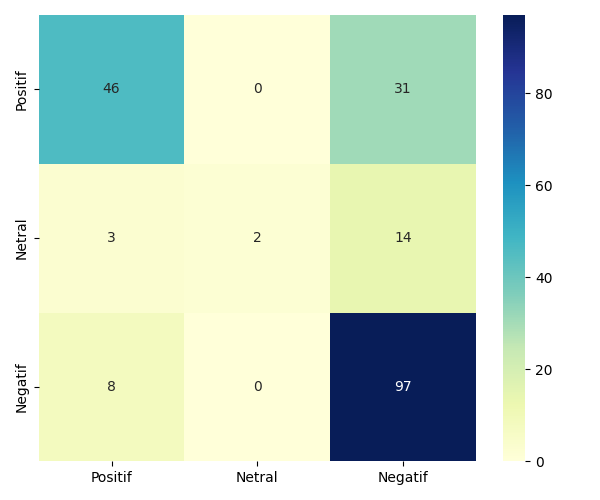 Positif 46 0 31
Netral 3 2 14
Negatif 8 0 97
Positif Netral Negatif
80
60
40
20
0